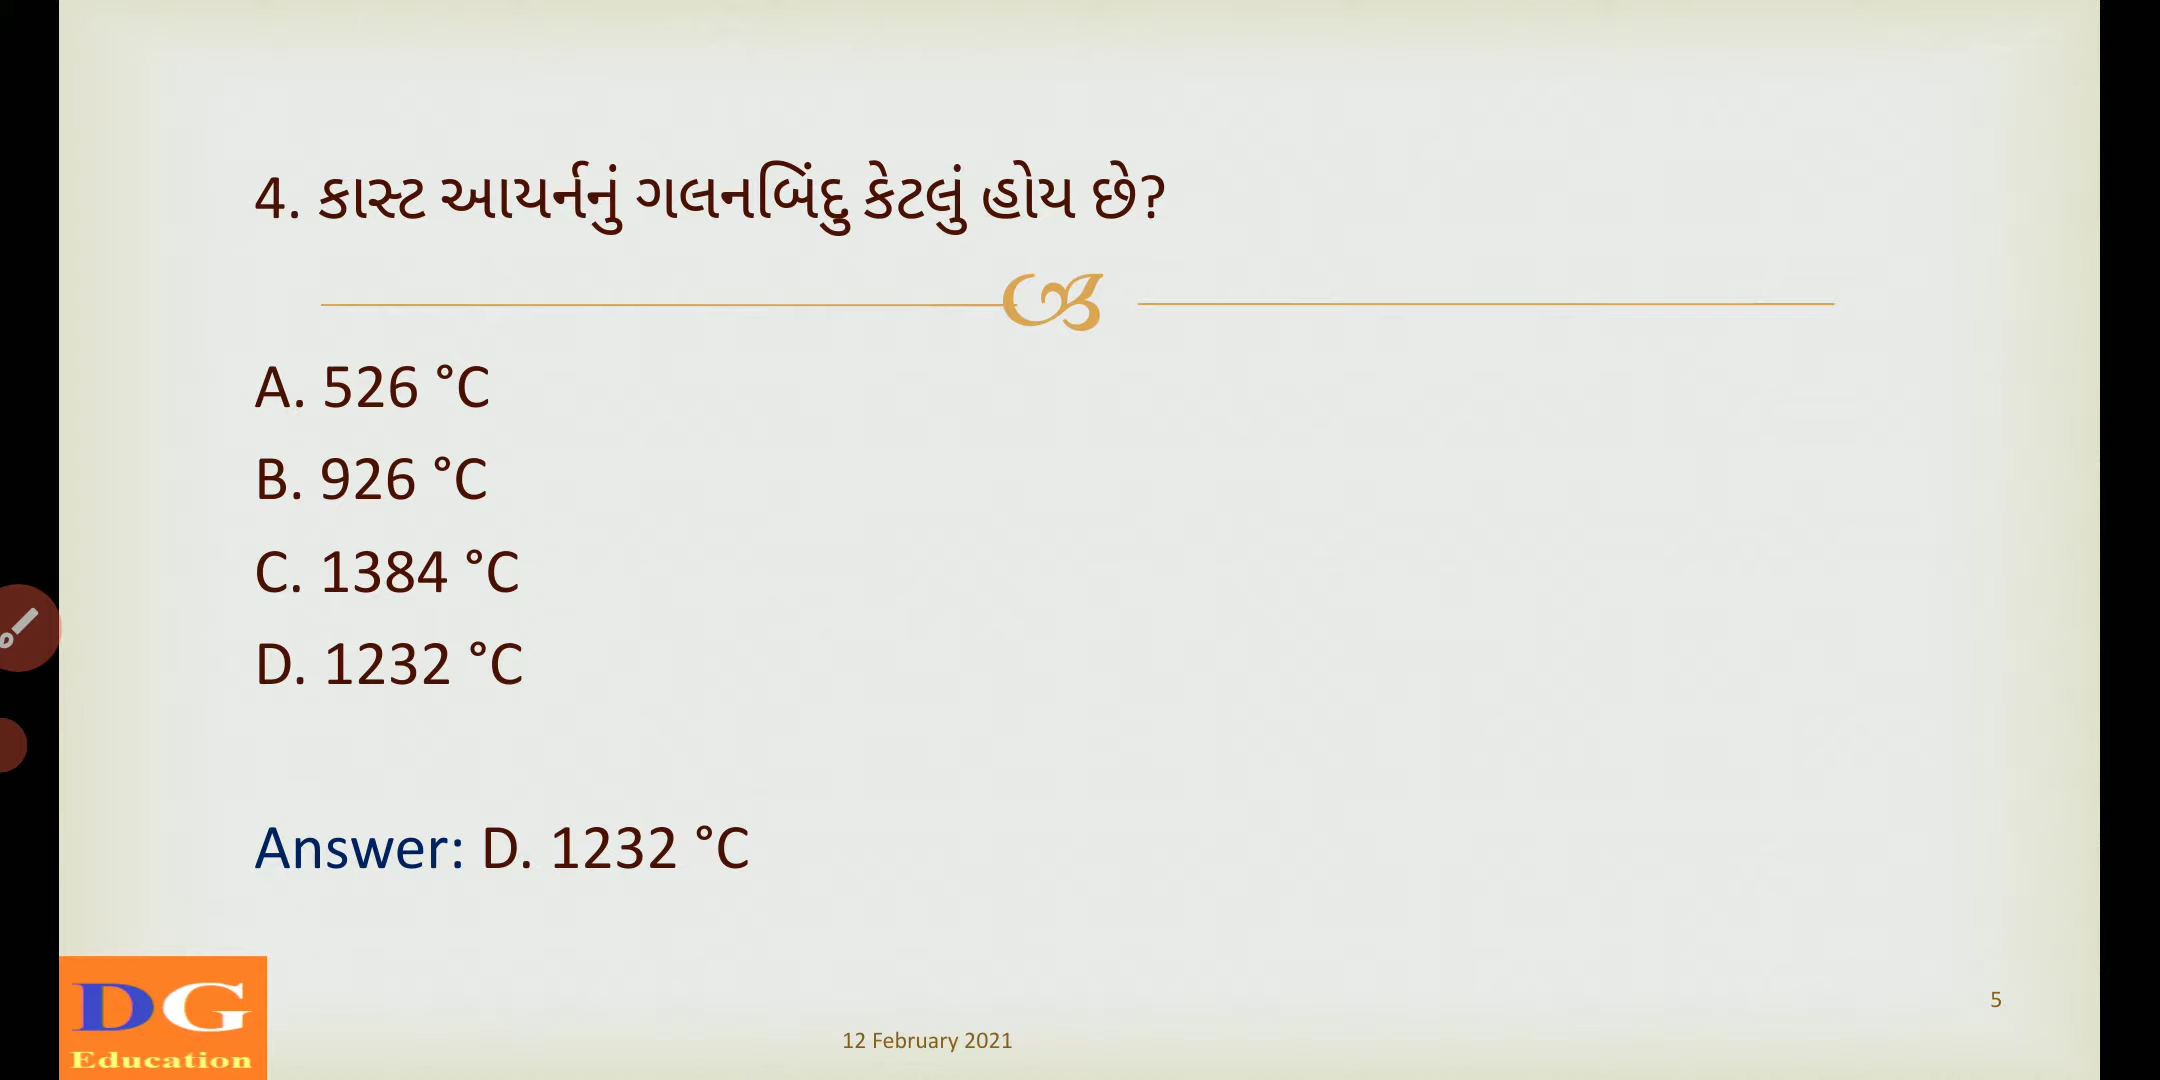 4. કાસ્ટ આયર્નનું ગલનબિંદુ કેટલું હોય છે?
A. 526 °C
B. 926 °C
C. 1384 °C
D. 1232 °C
Answer: D. 1232 °C
DG
Education
12 February 2021
5